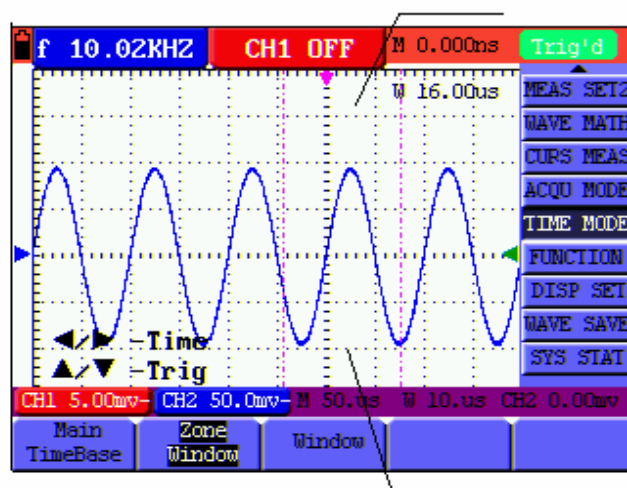 f 10.02KHZ CH1 OFF M 0.000ns Trig'd
W 16.00us
MEAS SET2
WAVE MATH
CURS MEAS
ACQU MODE
TIME MODE
FUNCTION
DISP SET
WAVE SAVE
SYS STAT
◀/▶ -Time
▲/▼ -Trig
CH1 5.00mv- CH2 50.0mv- M 50.us W 10.us CH2 0.00mv
Main TimeBase
Zone Window
Window